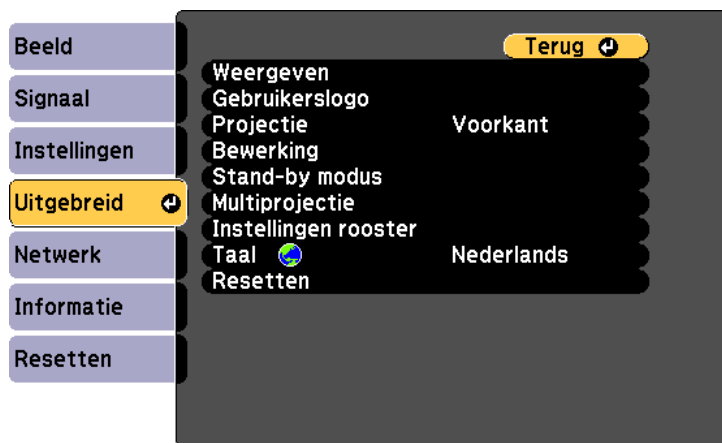 Beeld
Signaal
Instellingen
Uitgebreid
Netwerk
Informatie
Resetten
Terug
Weergeven
Gebruikerslogo
Projectie Voorkant
Bewerking
Stand-by modus
Multiprojectie
Instellingen rooster
Taal Nederlands
Resetten